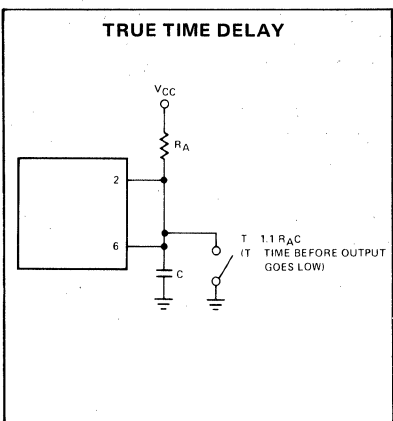 TRUE TIME DELAY
VCC
RA
2
6
C
T 1.1 RAC
(T TIME BEFORE OUTPUT
GOES LOW)